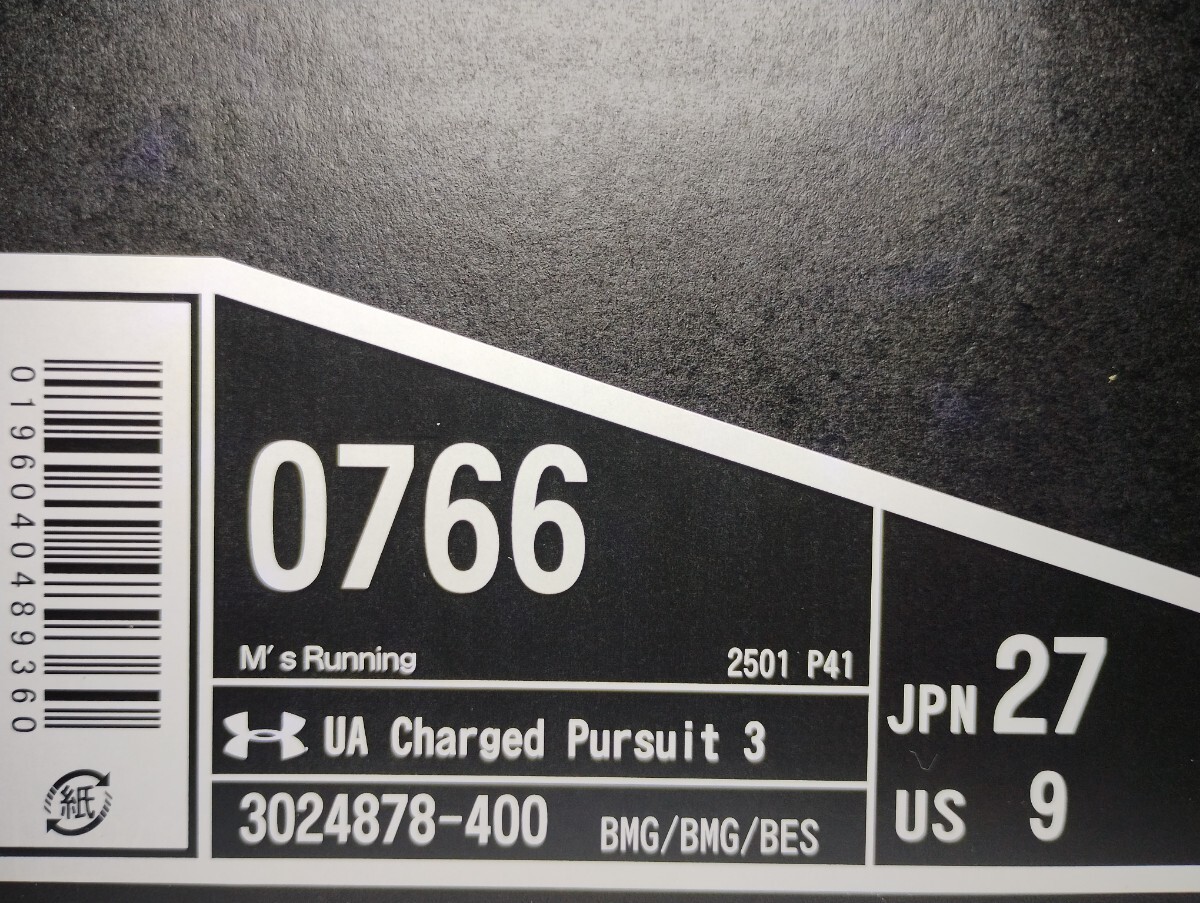 0196040489360
紙
0766
M's Running
2501 P41
UA Charged Pursuit 3
3024878-400
BMG/BMG/BES
JPN 27
US 9